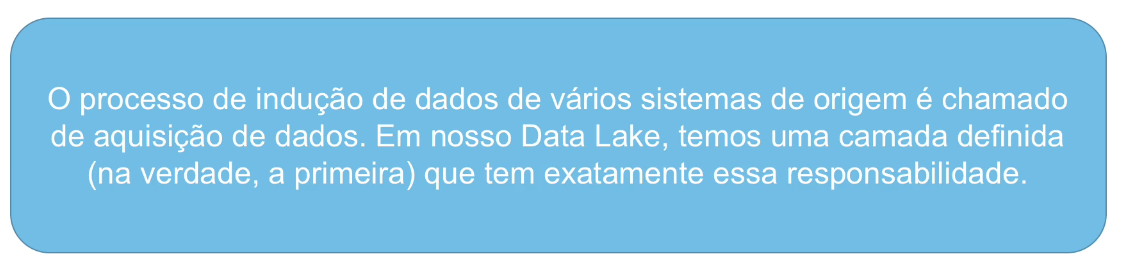 O processo de indução de dados de vários sistemas de origem é chamado
de aquisição de dados. Em nosso Data Lake, temos uma camada definida
(na verdade, a primeira) que tem exatamente essa responsabilidade.